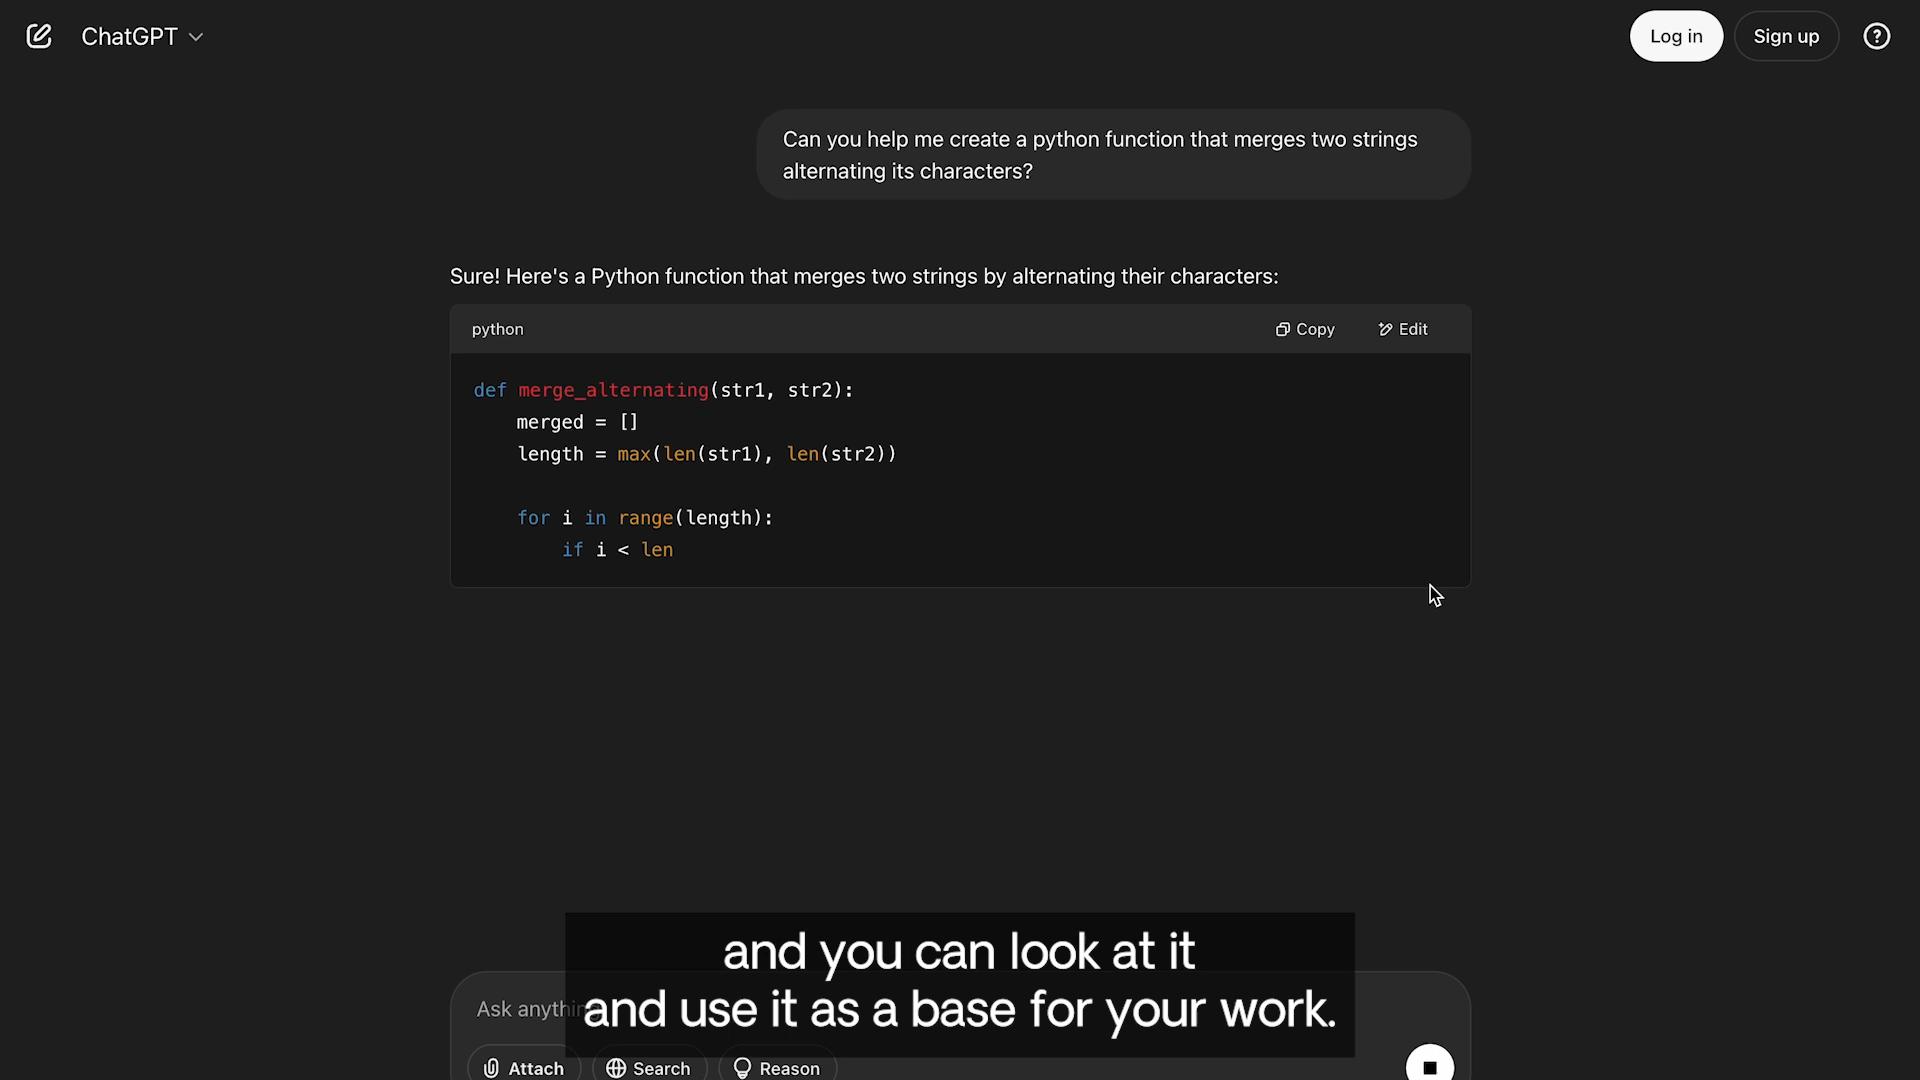 ChatGPT
Log in
Sign up
Can you help me create a python function that merges two strings
alternating its characters?
Sure! Here's a Python function that merges two strings by alternating their characters:
python
Copy
Edit
def merge_alternating(str1, str2):
    merged = []
    length = max(len(str1), len(str2))
    for i in range(length):
        if i < len
and you can look at it
Ask anything
and use it as a base for your work.
Attach
Search
Reason